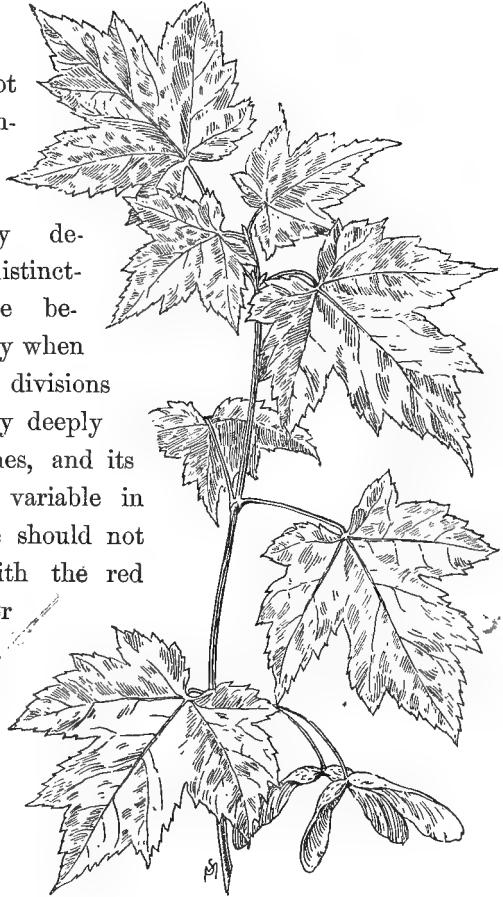 ot
n-
y de-
istinct-
e be-
y when
divisions
y deeply
nes, and its
variable in
should not
ith the red
r